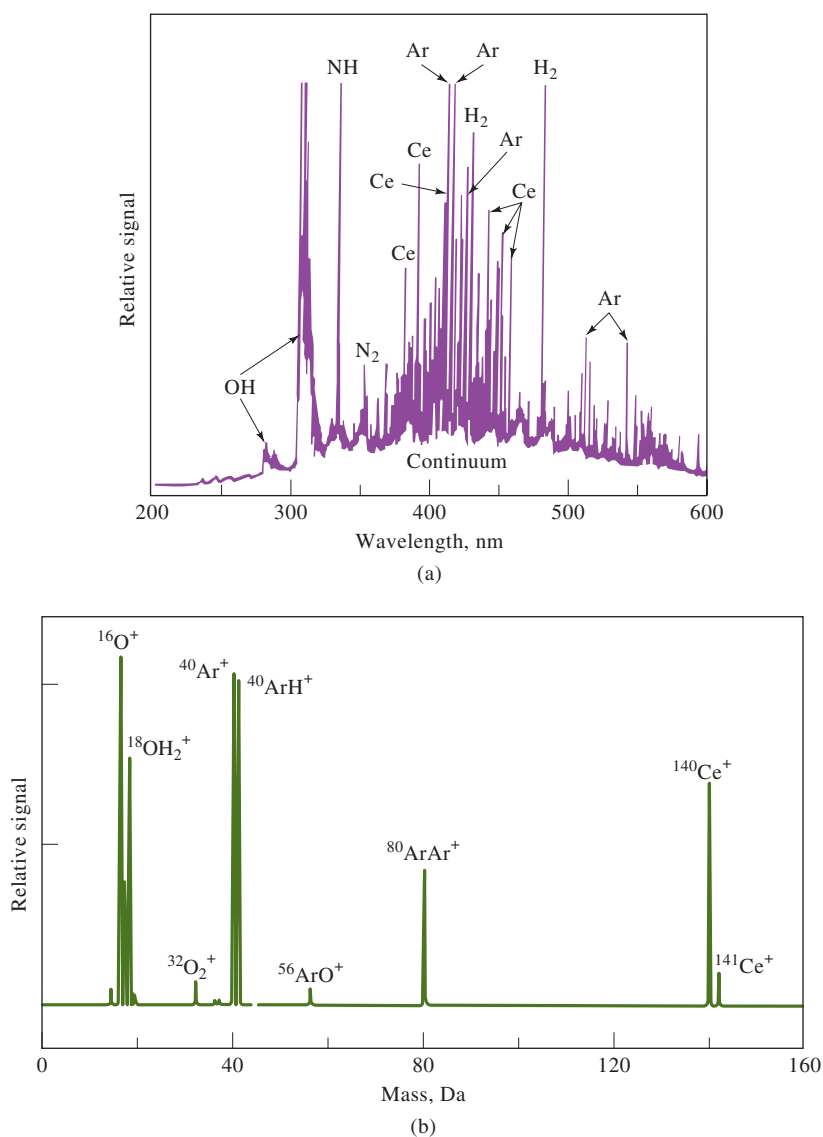 Ar Ar
NH H₂
H₂
Ar
Ce
Ce Ce
Ce
Ar
N₂
OH
Continuum
Relative signal
200 300 400 500 600
Wavelength, nm
(a)
¹⁶O⁺
⁴⁰Ar⁺ ⁴⁰ArH⁺
¹⁸OH₂⁺
¹⁴⁰Ce⁺
⁸⁰ArAr⁺
³²O₂⁺ ⁵⁶ArO⁺ ¹⁴¹Ce⁺
Relative signal
0 40 80 120 160
Mass, Da
(b)